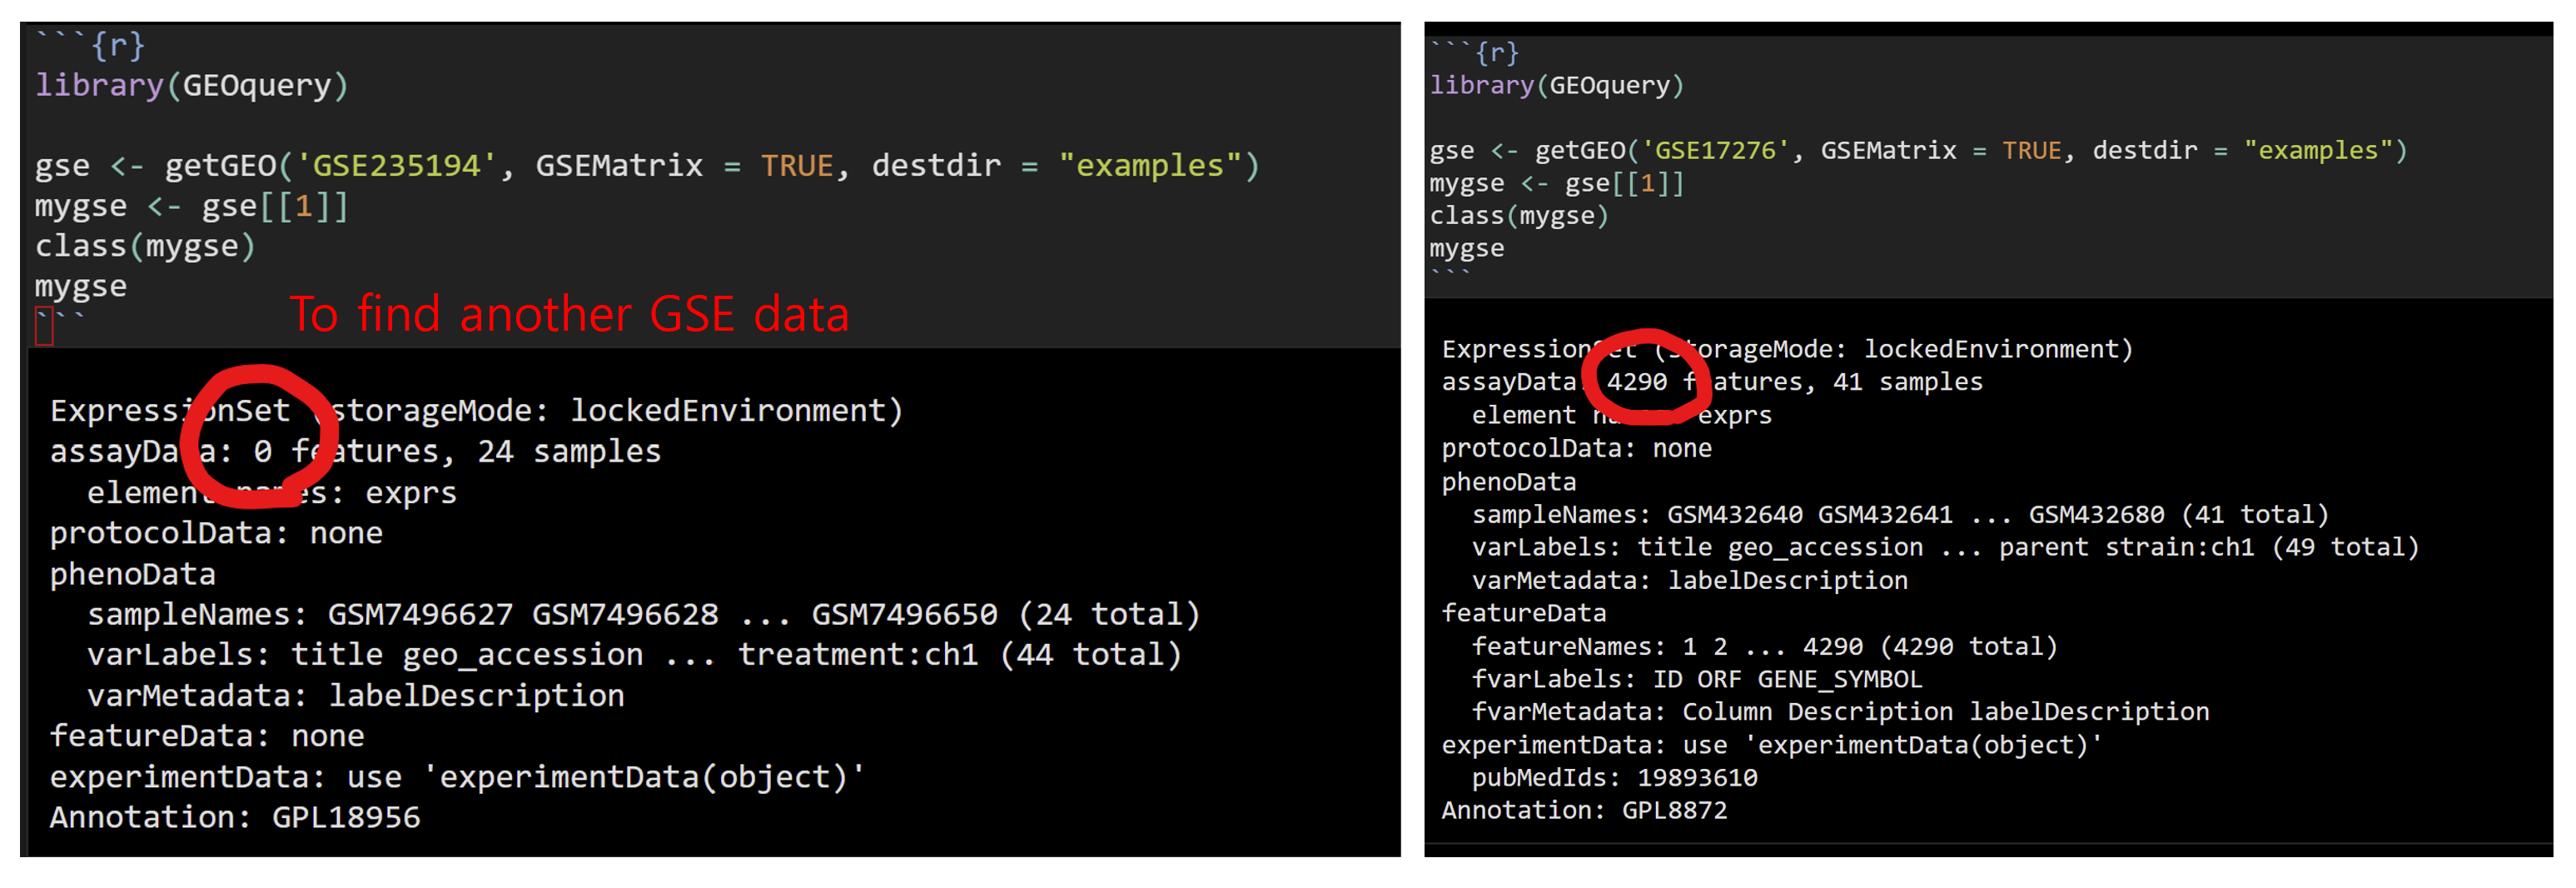 ```{r}
library(GEOquery)
gse <- getGEO('GSE235194', GSEMatrix = TRUE, destdir = "examples")
mygse <- gse[[1]]
class(mygse)
mygse
```
To find another GSE data
ExpressionSet (storageMode: lockedEnvironment)
assayData: 0 features, 24 samples
  element names: exprs
protocolData: none
phenoData
  sampleNames: GSM7496627 GSM7496628 ... GSM7496650 (24 total)
  varLabels: title geo_accession ... treatment:ch1 (44 total)
  varMetadata: labelDescription
featureData: none
experimentData: use 'experimentData(object)'
Annotation: GPL18956
```{r}
library(GEOquery)
gse <- getGEO('GSE17276', GSEMatrix = TRUE, destdir = "examples")
mygse <- gse[[1]]
class(mygse)
mygse
```
ExpressionSet (storageMode: lockedEnvironment)
assayData: 4290 features, 41 samples
  element names: exprs
protocolData: none
phenoData
  sampleNames: GSM432640 GSM432641 ... GSM432680 (41 total)
  varLabels: title geo_accession ... parent strain:ch1 (49 total)
  varMetadata: labelDescription
featureData
  featureNames: 1 2 ... 4290 (4290 total)
  fvarLabels: ID ORF GENE_SYMBOL
  fvarMetadata: Column Description labelDescription
experimentData: use 'experimentData(object)'
  pubMedIds: 19893610
Annotation: GPL8872